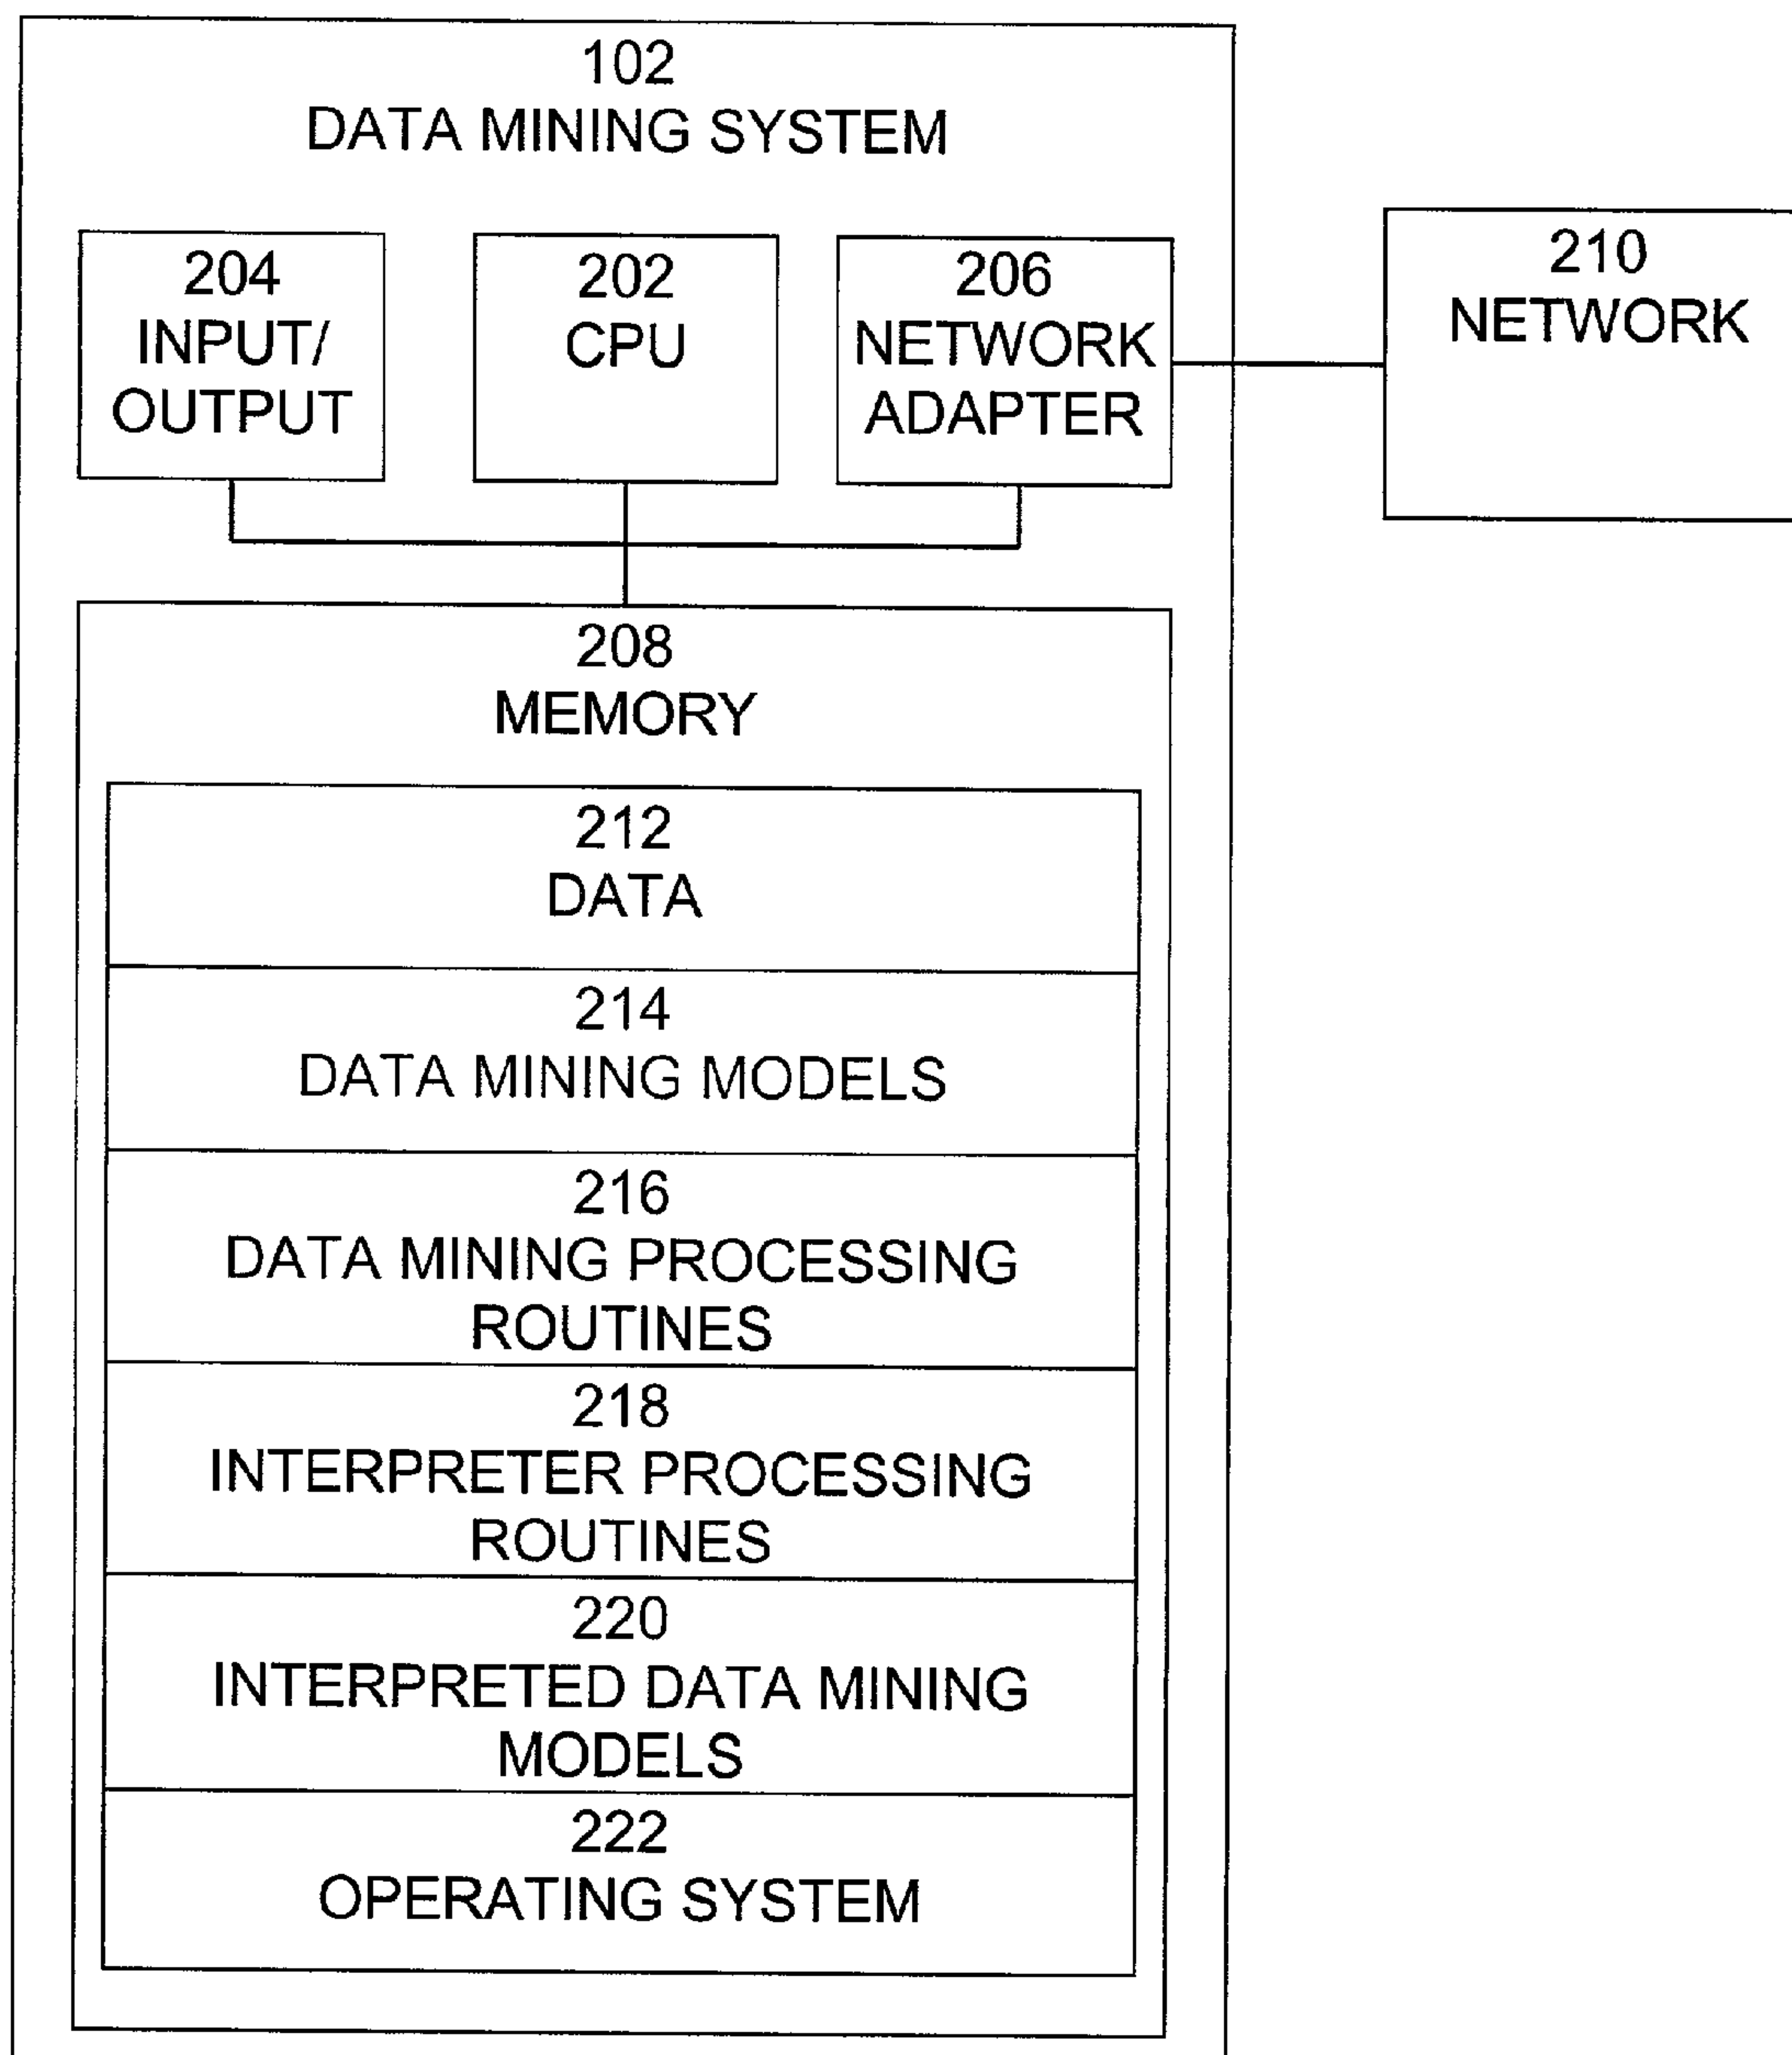 102
DATA MINING SYSTEM
204
INPUT/
OUTPUT
202
CPU
206
NETWORK
ADAPTER
210
NETWORK
208
MEMORY
212
DATA
214
DATA MINING MODELS
216
DATA MINING PROCESSING
ROUTINES
218
INTERPRETER PROCESSING
ROUTINES
220
INTERPRETED DATA MINING
MODELS
222
OPERATING SYSTEM